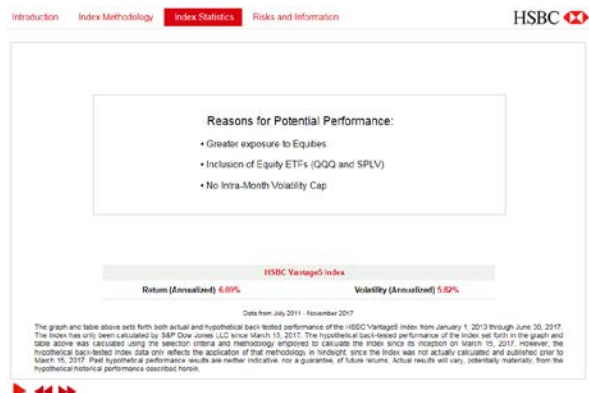 Introduction Index Methodology Index Statistics Risks and Information HSBC
Reasons for Potential Performance:
• Greater exposure to Equities
• Inclusion of Equity ETFs (QQQ and SPLV)
• No Intra-Month Volatility Cap
HSBC Vantage5 Index
Return (Annualized) 6.09% Volatility (Annualized) 5.82%
Data from July 2011 - November 2017
The graph and table above sets forth both actual and hypothetical back-tested performance of the HSBC Vantage5 Index from January 1, 2013 through June 30, 2017.
The Index has only been calculated by S&P Dow Jones LLC since March 15, 2017. The hypothetical back-tested performance of the Index set forth in the graph and
table above was calculated using the selection criteria and methodology employed to calculate the Index since its inception on March 15, 2017. However, the
hypothetical back-tested Index data only reflects the application of that methodology in hindsight, since the Index was not actually calculated and published prior to
March 15, 2017. Past hypothetical performance results are neither indicative, nor a guarantee, of future returns. Actual results will vary, potentially materially, from the
hypothetical historical performance described herein.